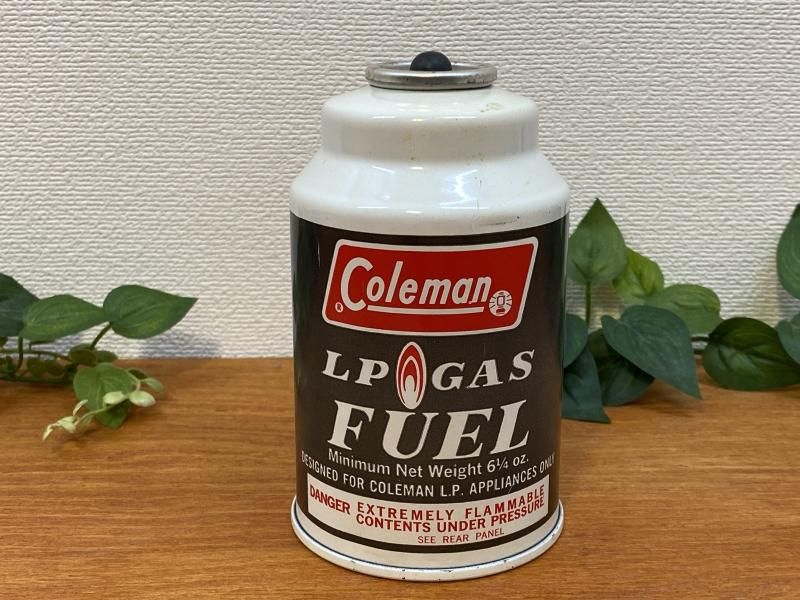 Coleman
®
LP GAS
FUEL
Minimum Net Weight 6¼ oz.
DESIGNED FOR COLEMAN L.P. APPLIANCES ONLY
DANGER EXTREMELY FLAMMABLE
CONTENTS UNDER PRESSURE
SEE REAR PANEL